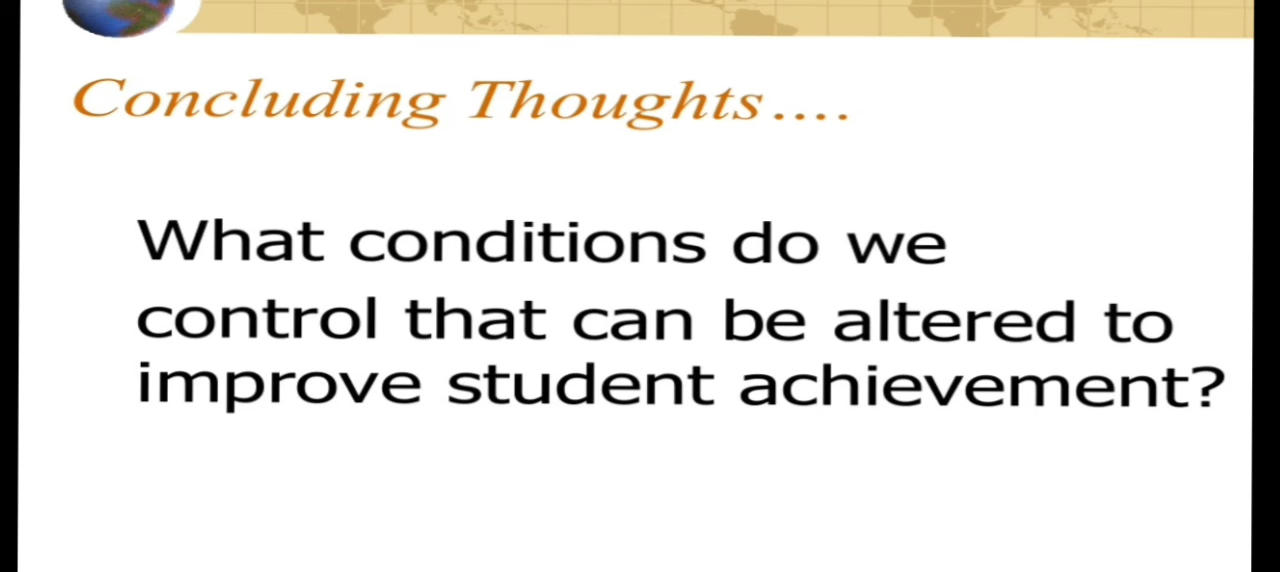 Concluding Thoughts....
What conditions do we
control that can be altered to
improve student achievement?